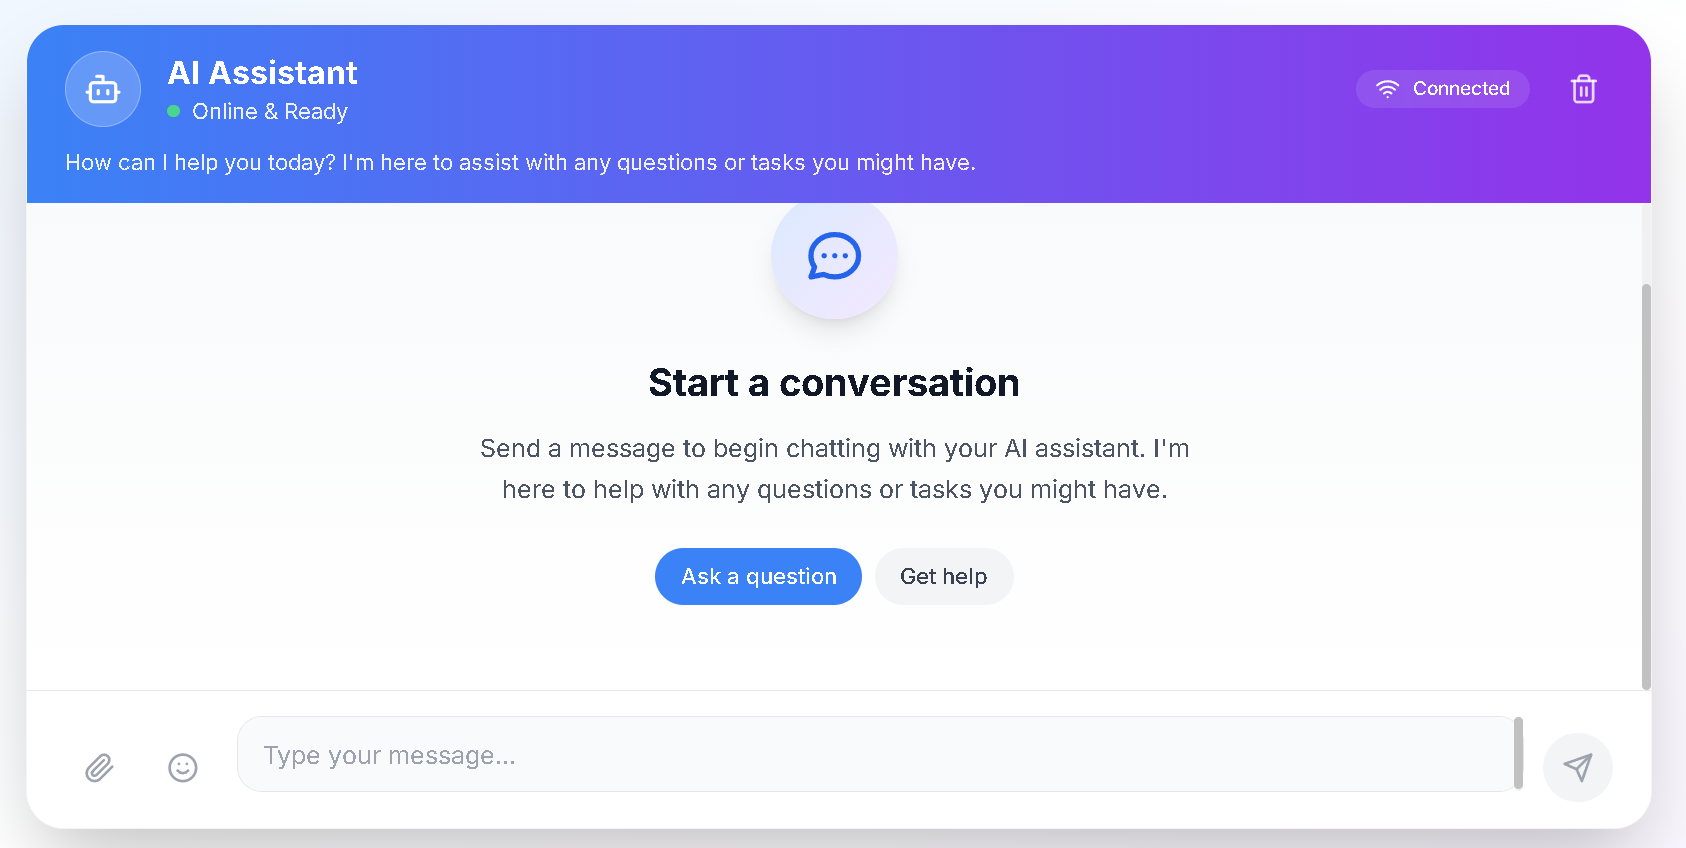 AI Assistant
Online & Ready
Connected
How can I help you today? I'm here to assist with any questions or tasks you might have.
Start a conversation
Send a message to begin chatting with your AI assistant. I'm
here to help with any questions or tasks you might have.
Ask a question
Get help
Type your message...